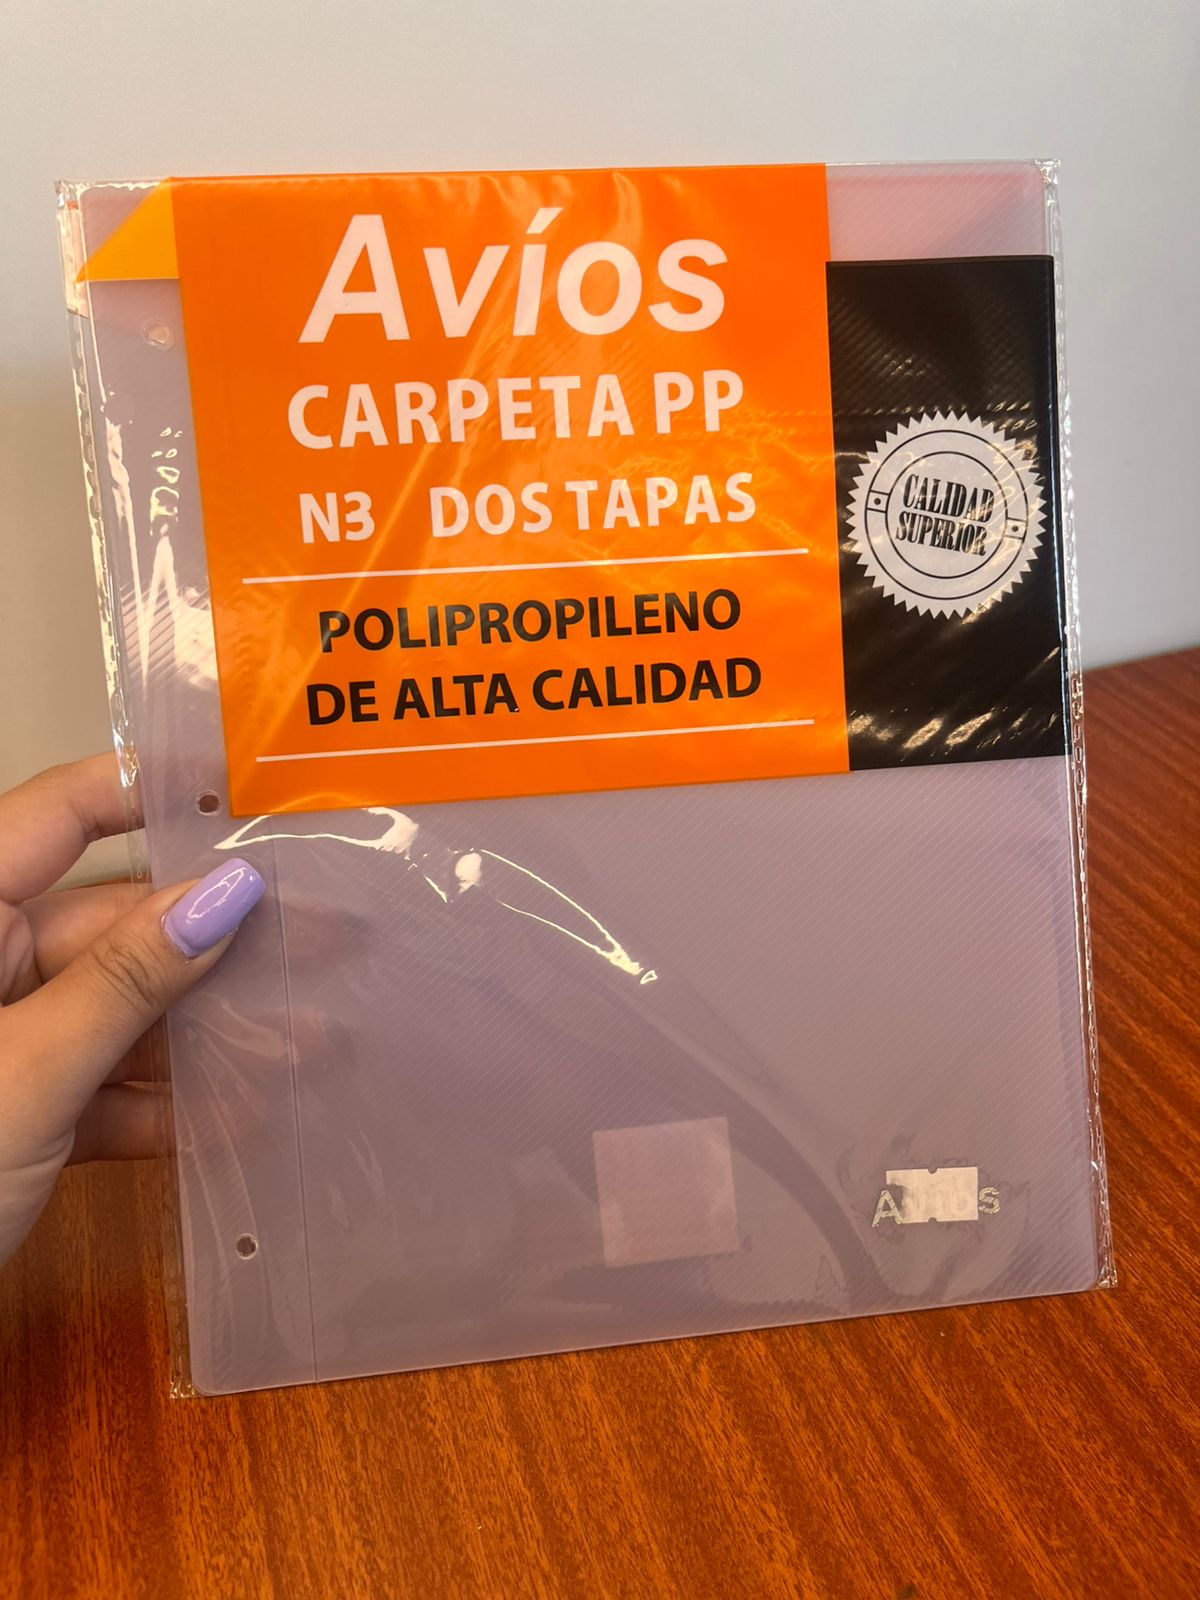 Avíos
CARPETA PP
N3 DOS TAPAS
POLIPROPILENO
DE ALTA CALIDAD
CALIDAD
SUPERIOR
Avíos